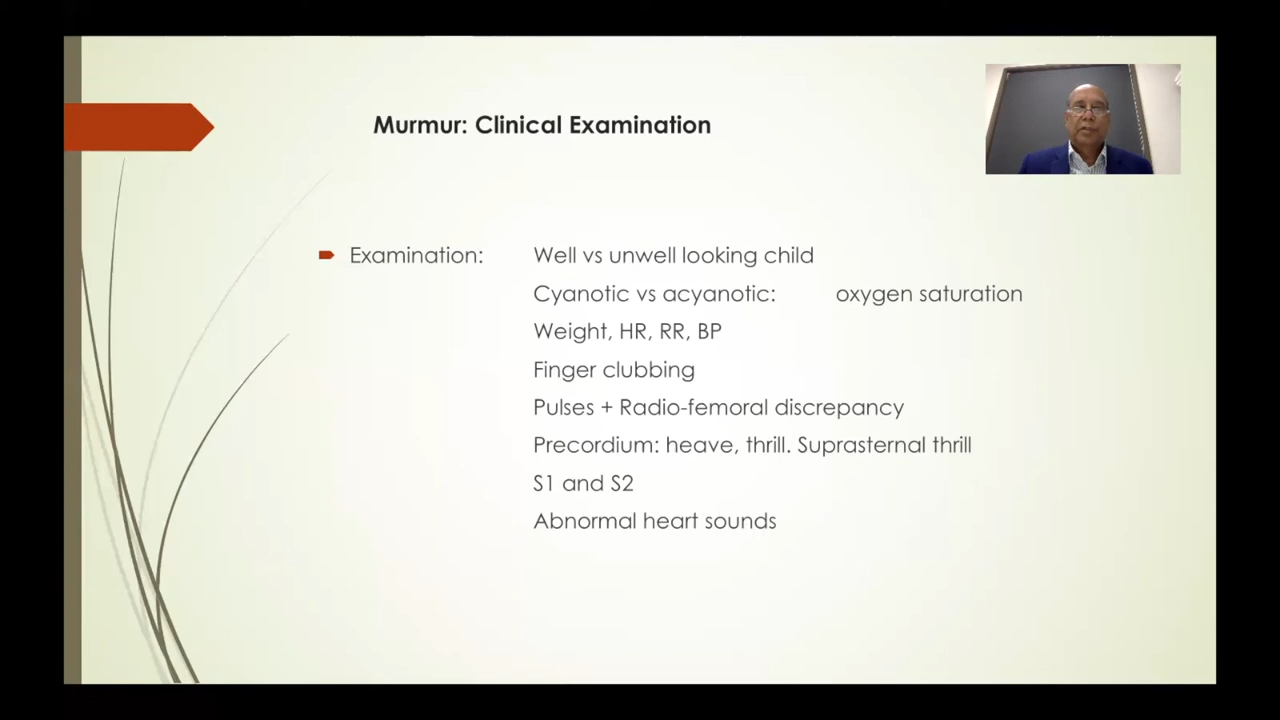 Murmur: Clinical Examination
Examination: Well vs unwell looking child
Cyanotic vs acyanotic: oxygen saturation
Weight, HR, RR, BP
Finger clubbing
Pulses + Radio-femoral discrepancy
Precordium: heave, thrill. Suprasternal thrill
S1 and S2
Abnormal heart sounds